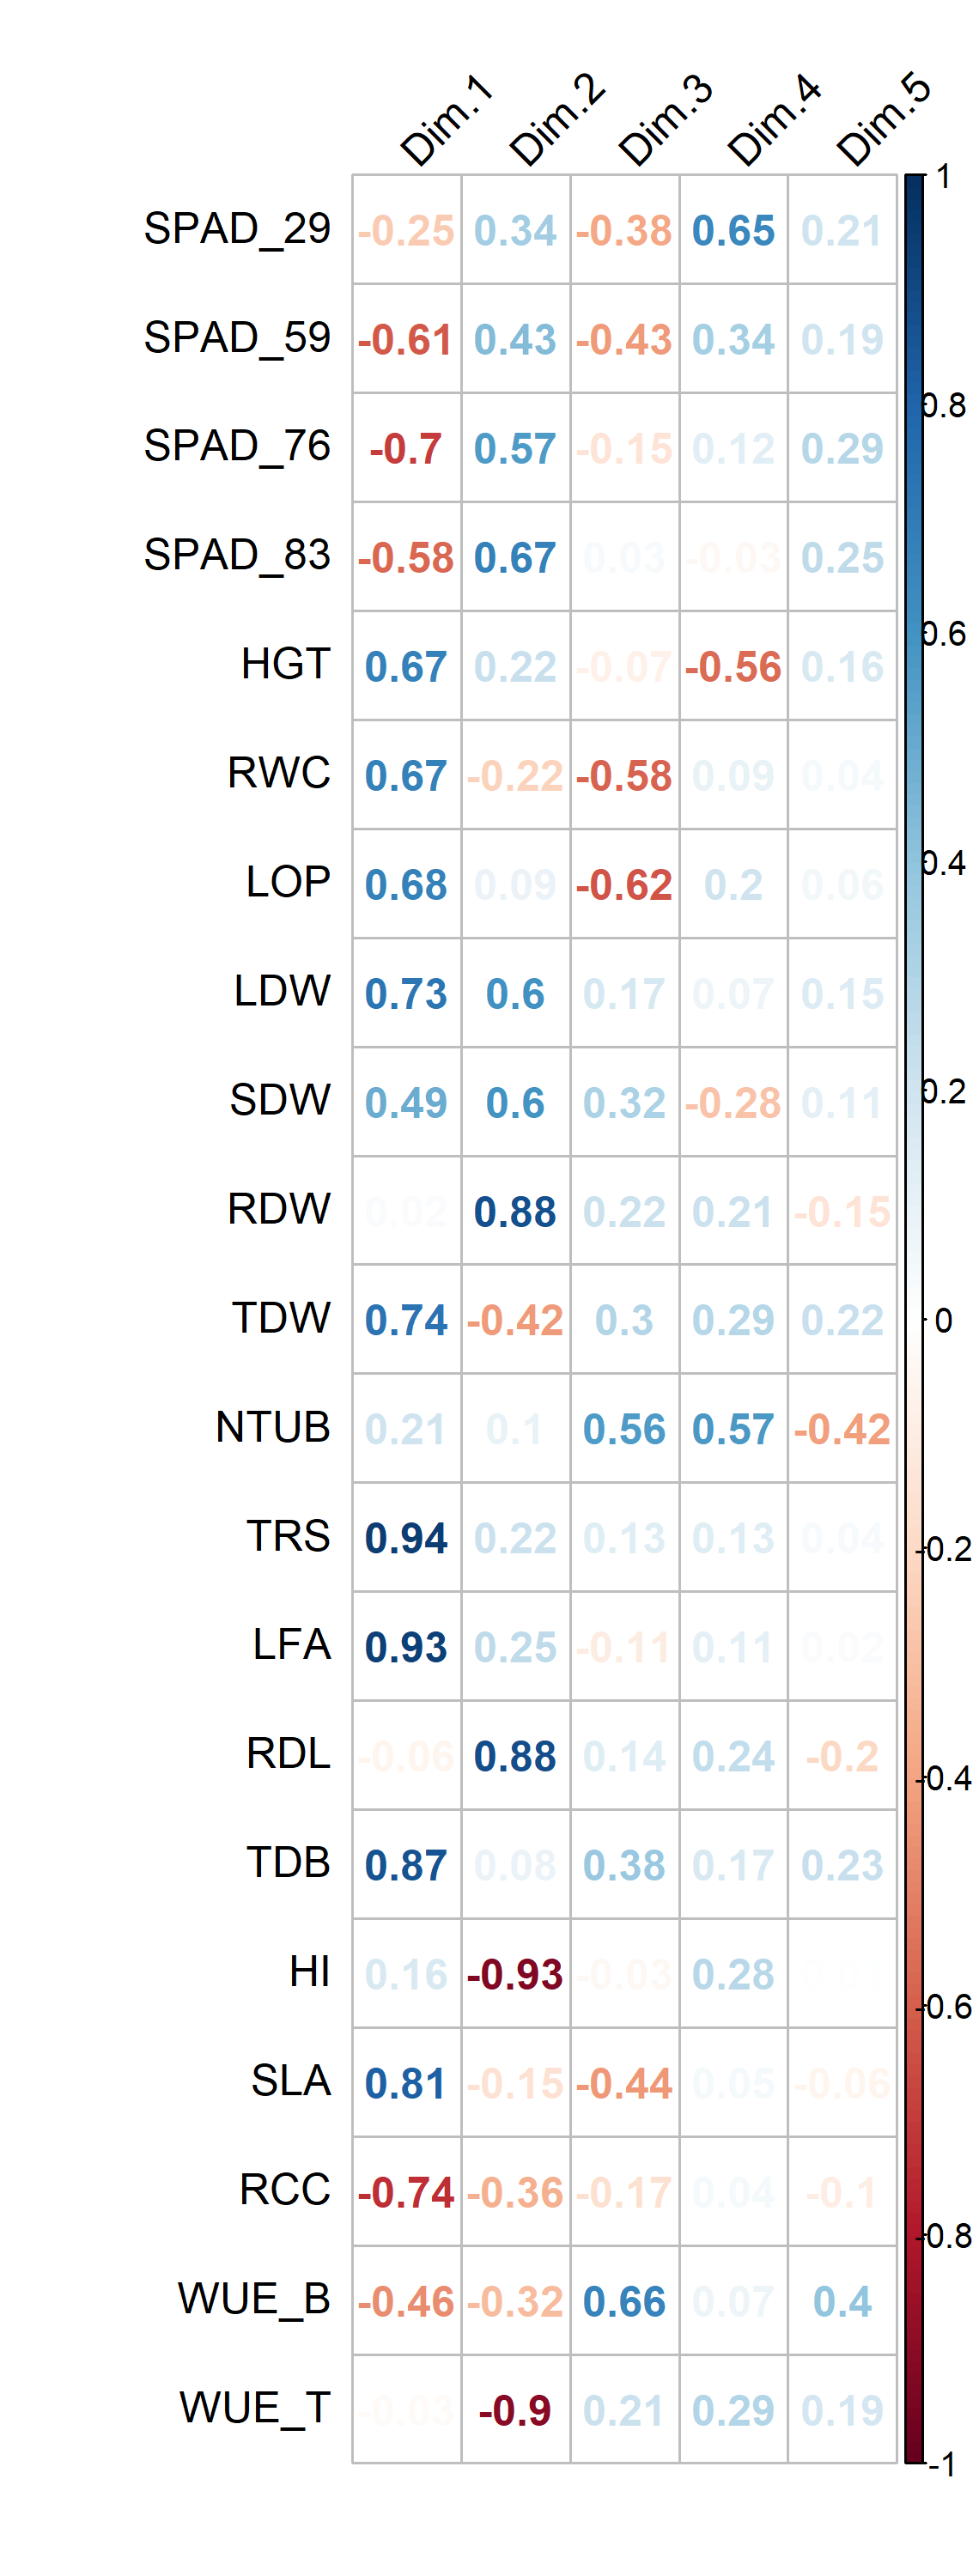 Dim.1 Dim.2 Dim.3 Dim.4 Dim.5
SPAD_29 -0.25 0.34 -0.38 0.65 0.21
SPAD_59 -0.61 0.43 -0.43 0.34 0.19
SPAD_76 -0.7 0.57 -0.15 0.12 0.29
SPAD_83 -0.58 0.67 0.03 -0.03 0.25
HGT 0.67 0.22 -0.07 -0.56 0.16
RWC 0.67 -0.22 -0.58 0.09 0.04
LOP 0.68 0.09 -0.62 0.2 0.06
LDW 0.73 0.6 0.17 0.07 0.15
SDW 0.49 0.6 0.32 -0.28 0.11
RDW 0.02 0.88 0.22 0.21 -0.15
TDW 0.74 -0.42 0.3 0.29 0.22
NTUB 0.21 0.1 0.56 0.57 -0.42
TRS 0.94 0.22 0.13 0.13 0.04
LFA 0.93 0.25 -0.11 0.11 0.02
RDL -0.06 0.88 0.14 0.24 -0.2
TDB 0.87 0.08 0.38 0.17 0.23
HI 0.16 -0.93 -0.03 0.28
SLA 0.81 -0.15 -0.44 0.05 -0.06
RCC -0.74 -0.36 -0.17 0.04 -0.1
WUE_B -0.46 -0.32 0.66 0.07 0.4
WUE_T -0.03 -0.9 0.21 0.29 0.19
1
0.8
0.6
0.4
0.2
0
-0.2
-0.4
-0.6
-0.8
-1